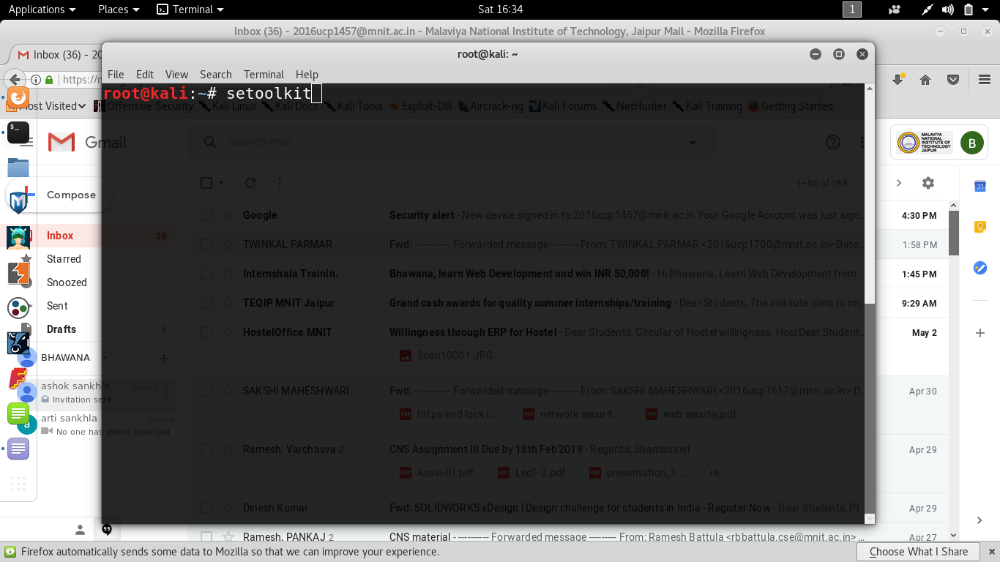 Applications Places Terminal Sat 16:34 1
Inbox (36) - 2016ucp1457@mnit.ac.in - Malaviya National Institute of Technology, Jaipur Mail - Mozilla Firefox
Inbox (36) - 20
root@kali: ~
https://m
File Edit View Search Terminal Help
root@kali:~# setoolkit
Most Visited Offensive Security Kali Linux Kali Docs Kali Tools Exploit-DB Aircrack-ng Kali Forums NetHunter Kali Training Getting Started
Gmail Search mail MALAVIYA NATIONAL INSTITUTE OF TECHNOLOGY JAIPUR B
Compose 1–50 of 165 31
Inbox 36
Starred
Snoozed
Sent
Drafts 4
Google Security alert - New device signed in to 2016ucp1457@mnit.ac.in Your Google Account was just sign... 4:30 PM
TWINKAL PARMAR Fwd: - ---------- Forwarded message --------- From: TWINKAL PARMAR <2016ucp1700@mnit.ac.in> Date:... 1:58 PM
Internshala Trainin. Bhawana, learn Web Development and win INR 50,000! - Hi Bhawana, Learn Web Development from ... 1:45 PM
TEQIP MNIT Jaipur Grand cash awards for quality summer internships/training - Dear Students, The institute aims to im... 9:29 AM
HostelOffice MNIT Willingness through ERP for Hostel - Dear Students, Circular of Hostel willingness. HostDear Student... May 2
Scan10001.JPG
SAKSHI MAHESHWARI Fwd: - ---------- Forwarded message --------- From: SAKSHI MAHESHWARI <2016ucp1617@mnit.ac.in> D... Apr 30
PDF https and lock i... PDF network securit... PDF web secutiy.pdf
Ramesh, Varchasva 2 CNS Assignment III Due by 18th Feb'2019 - Regards, Shambhawi Apr 29
PDF Assin-III.pdf PDF Lec1-2.pdf PDF presentation_1.... +8
Dinesh Kumar Fwd: SOLIDWORKS xDesign | Design challenge for students in India - Register Now - Dear Students, Pl Apr 29
Ramesh, PANKAJ 2 CNS material - ---------- Forwarded message --------- From: Ramesh Battula <rbbattula.cse@mnit.ac.in> ... Apr 27
BHAWANA
ashok sankhla 3/10/18
Invitation sent
arti sankhla 3/10/18
No one has joined your call
a
Firefox automatically sends some data to Mozilla so that we can improve your experience. Choose What I Share